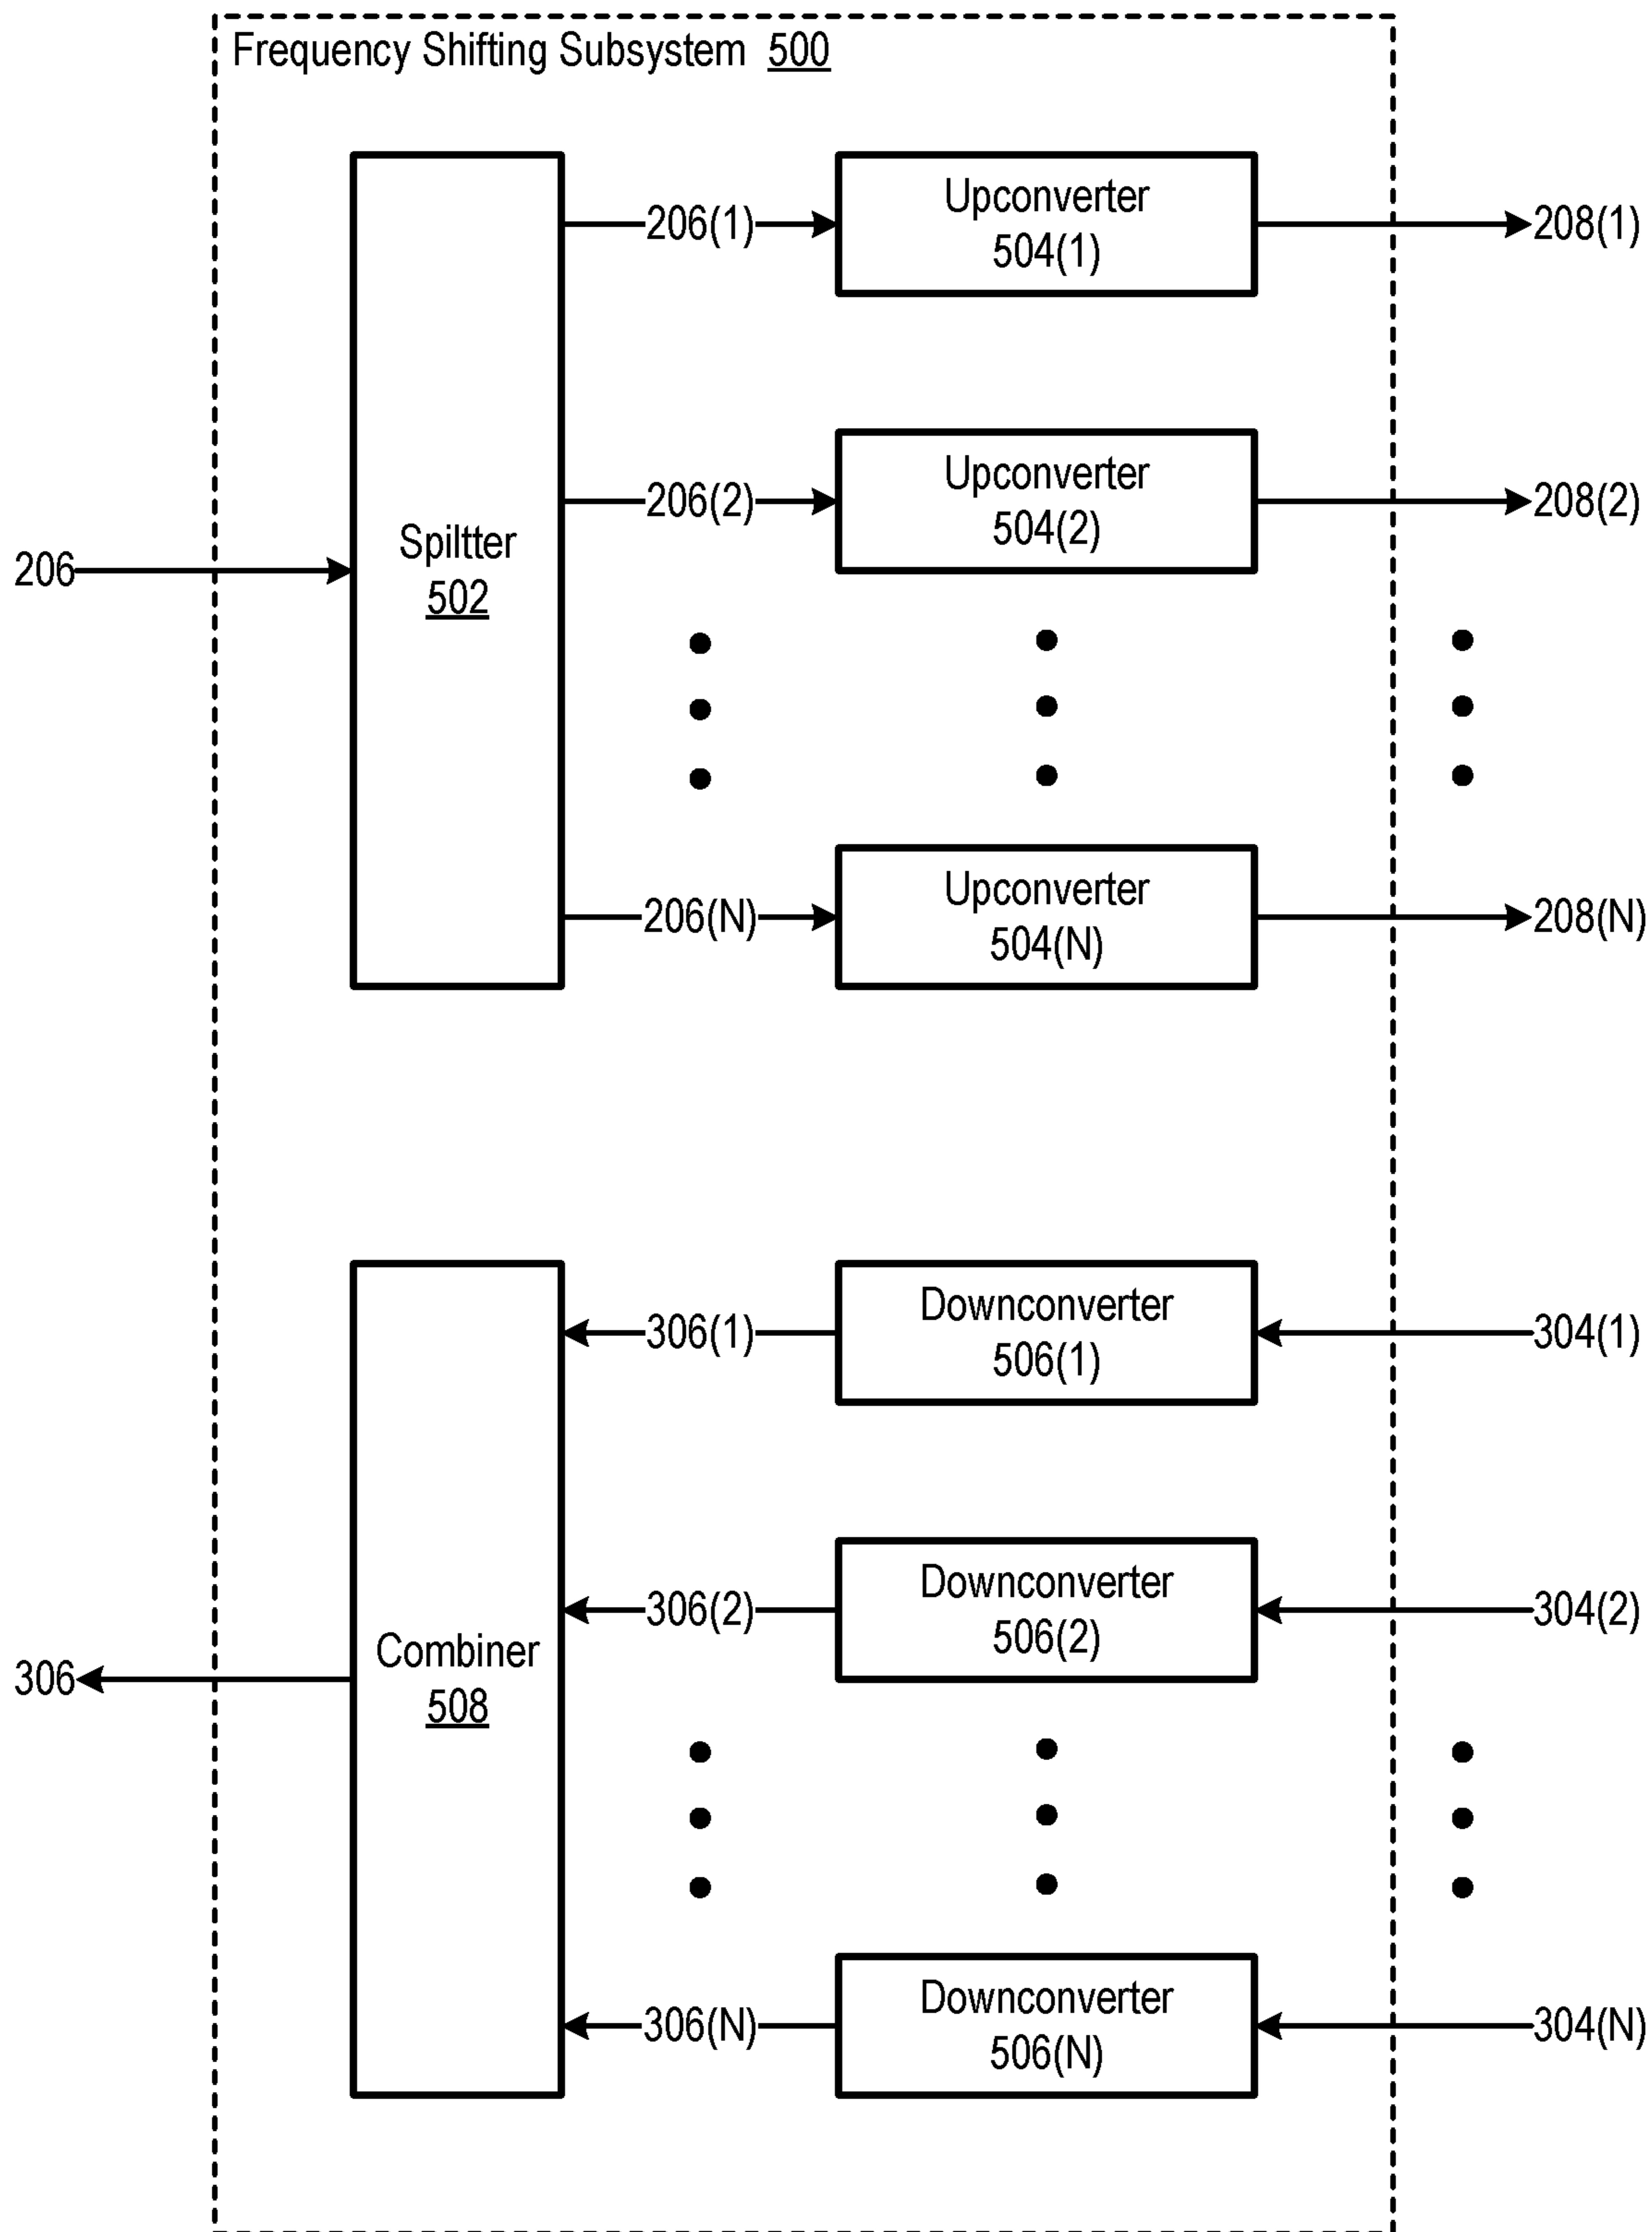 Frequency Shifting Subsystem 500
206(1)
Upconverter
504(1)
208(1)
206(2)
Upconverter
504(2)
208(2)
206
Spiltter
502
206(N)
Upconverter
504(N)
208(N)
306(1)
Downconverter
506(1)
304(1)
306(2)
Downconverter
506(2)
304(2)
306
Combiner
508
306(N)
Downconverter
506(N)
304(N)